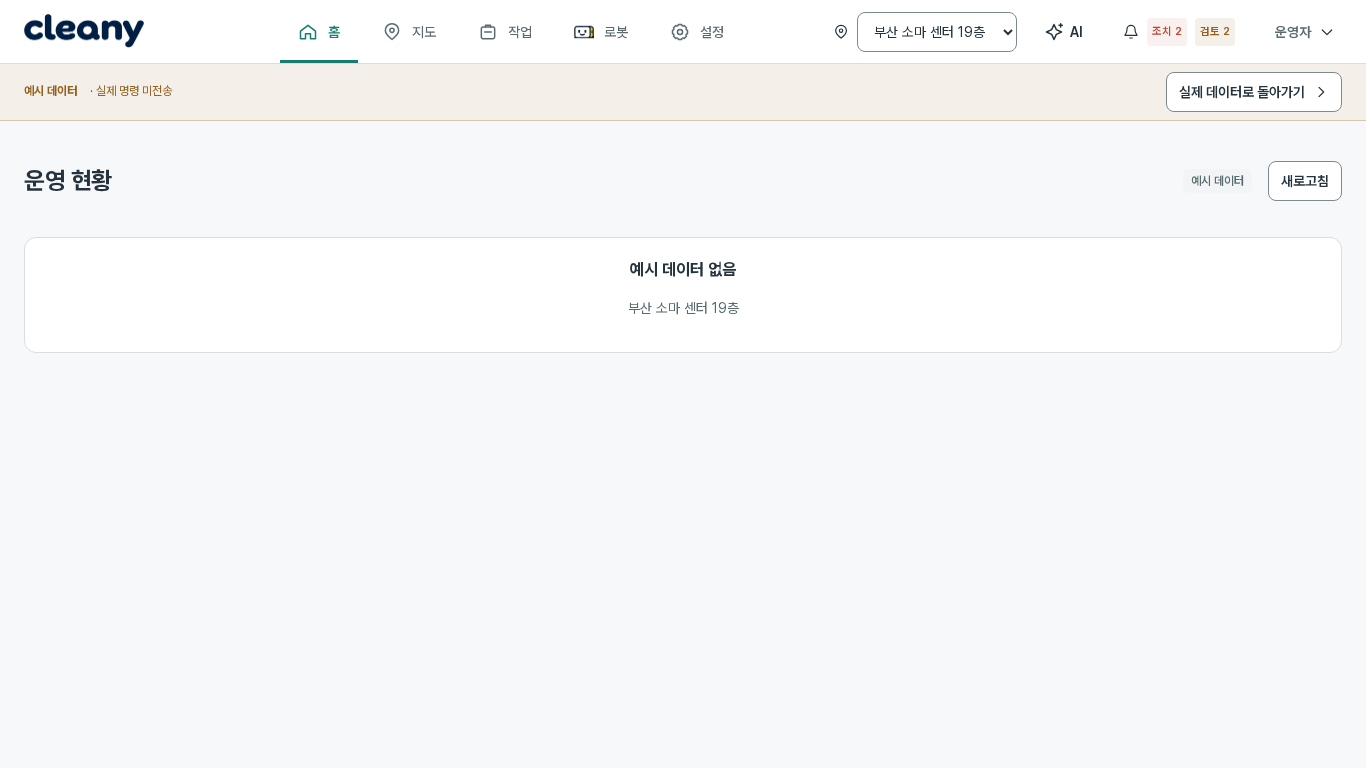 cleany
홈
지도
작업
로봇
설정
부산 소마 센터 19층
AI
조치 2
검토 2
운영자
예시 데이터 · 실제 명령 미전송
실제 데이터로 돌아가기
운영 현황
예시 데이터
새로고침
예시 데이터 없음
부산 소마 센터 19층